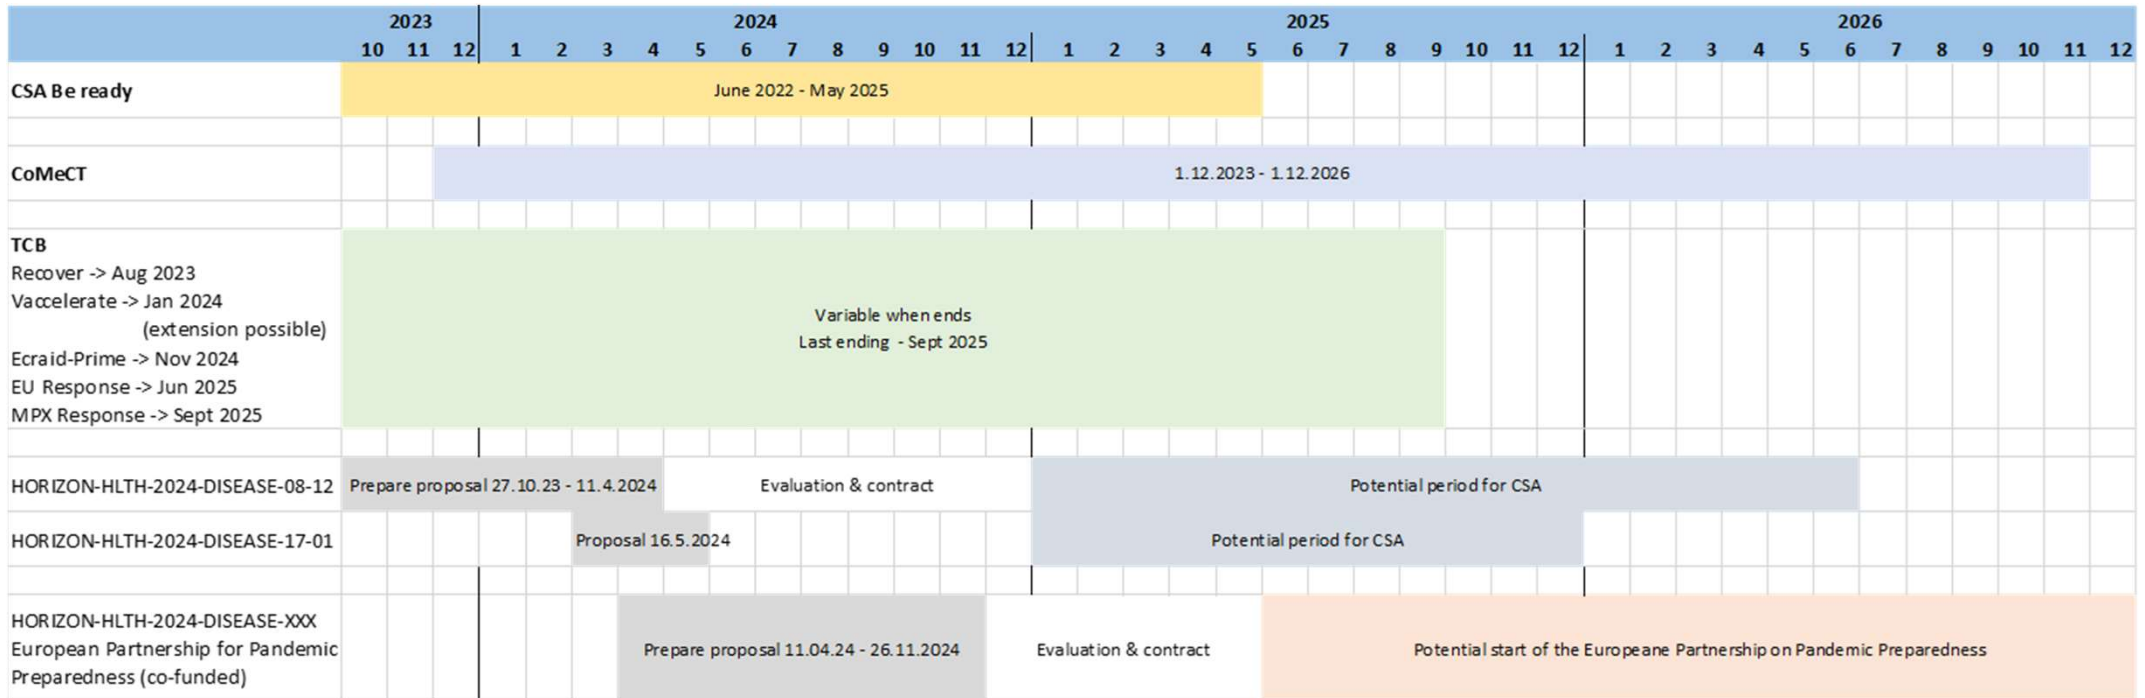 2023 2024 2025 2026
10 11 12 1 2 3 4 5 6 7 8 9 10 11 12 1 2 3 4 5 6 7 8 9 10 11 12 1 2 3 4 5 6 7 8 9 10 11 12
CSA Be ready June 2022 - May 2025
CoMeCT 1.12.2023 - 1.12.2026
TCB
Recover -> Aug 2023
Vaccelerate -> Jan 2024
(extension possible)
Ecraid-Prime -> Nov 2024
EU Response -> Jun 2025
MPX Response -> Sept 2025
Variable when ends
Last ending - Sept 2025
HORIZON-HLTH-2024-DISEASE-08-12 Prepare proposal 27.10.23 - 11.4.2024 Evaluation & contract Potential period for CSA
HORIZON-HLTH-2024-DISEASE-17-01 Proposal 16.5.2024 Potential period for CSA
HORIZON-HLTH-2024-DISEASE-XXX
European Partnership for Pandemic
Preparedness (co-funded)
Prepare proposal 11.04.24 - 26.11.2024 Evaluation & contract Potential start of the Europeane Partnership on Pandemic Preparedness